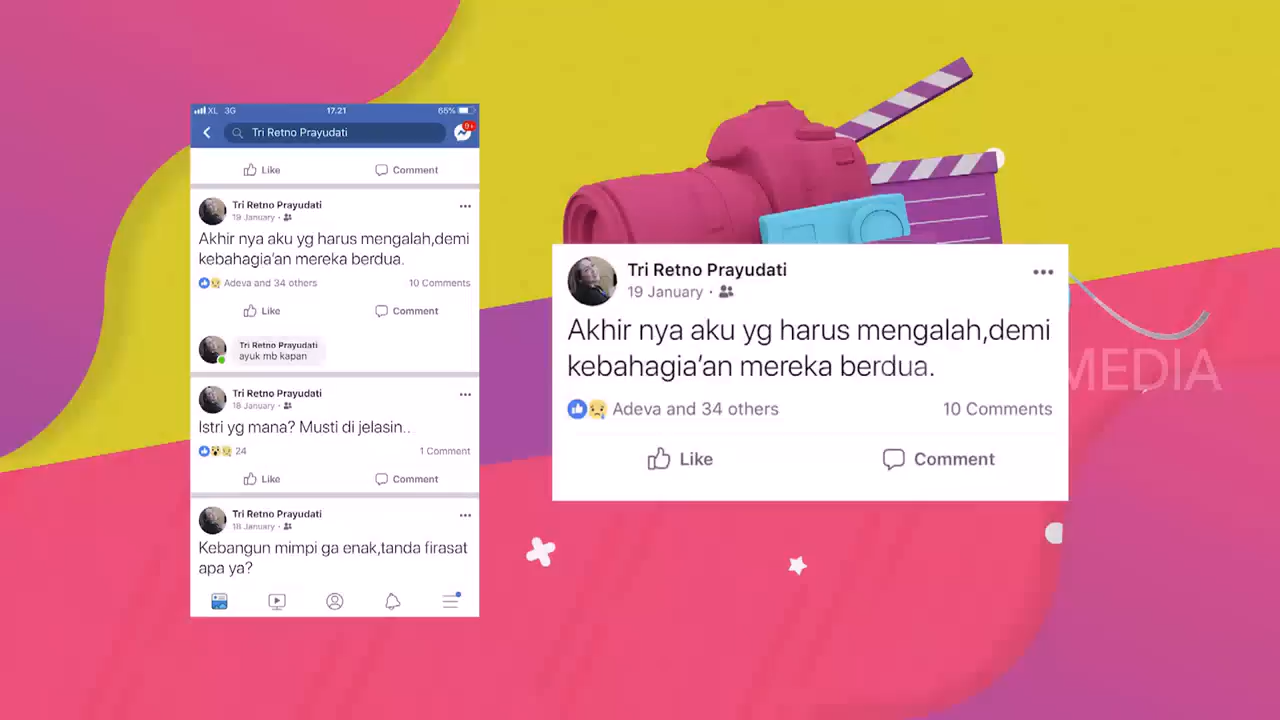 XL 3G 17.21 65%
Tri Retno Prayudati
9+
Like Comment
Tri Retno Prayudati
19 January
Akhir nya aku yg harus mengalah,demi
kebahagia'an mereka berdua.
Adeva and 34 others 10 Comments
Like Comment
Tri Retno Prayudati
ayuk mb kapan
Tri Retno Prayudati
18 January
Istri yg mana? Musti di jelasin..
24 1 Comment
Like Comment
Tri Retno Prayudati
18 January
Kebangun mimpi ga enak,tanda firasat
apa ya?
Tri Retno Prayudati
19 January
Akhir nya aku yg harus mengalah,demi
kebahagia'an mereka berdua.
Adeva and 34 others 10 Comments
Like Comment
MEDIA